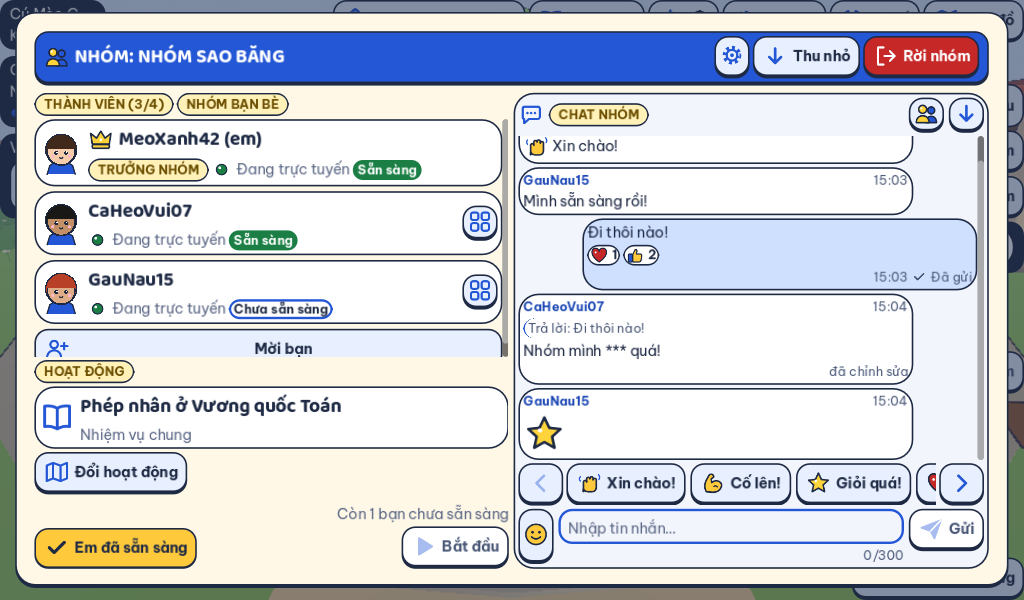 NHÓM: NHÓM SAO BĂNG
Thu nhỏ
Rời nhóm
THÀNH VIÊN (3/4)
NHÓM BẠN BÈ
MeoXanh42 (em)
TRƯỞNG NHÓM
Đang trực tuyến
Sẵn sàng
CaHeoVui07
Đang trực tuyến
Sẵn sàng
GauNau15
Đang trực tuyến
Chưa sẵn sàng
Mời bạn
HOẠT ĐỘNG
Phép nhân ở Vương quốc Toán
Nhiệm vụ chung
Đổi hoạt động
Còn 1 bạn chưa sẵn sàng
Em đã sẵn sàng
Bắt đầu
CHAT NHÓM
Xin chào!
GauNau15
15:03
Mình sẵn sàng rồi!
Đi thôi nào!
1
2
15:03 ✓ Đã gửi
CaHeoVui07
15:04
Trả lời: Đi thôi nào!
Nhóm mình *** quá!
đã chỉnh sửa
GauNau15
15:04
Xin chào!
Cố lên!
Giỏi quá!
Nhập tin nhắn...
Gửi
0/300